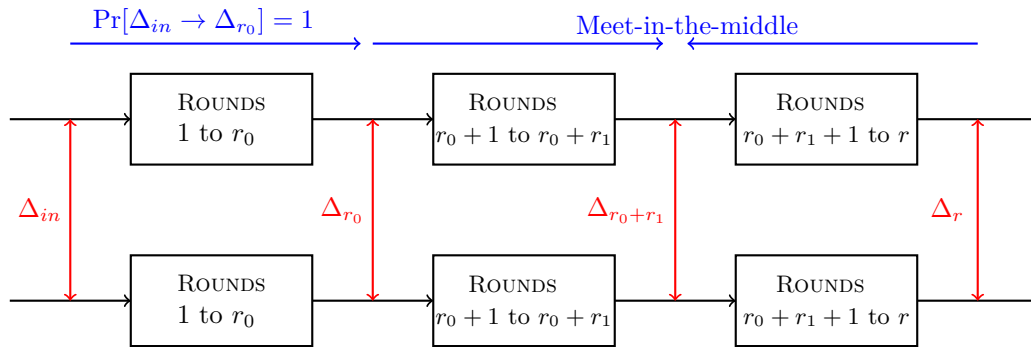 Pr[Δ_{in} → Δ_{r_0}] = 1
Meet-in-the-middle
ROUNDS
1 to r_0
ROUNDS
r_0 + 1 to r_0 + r_1
ROUNDS
r_0 + r_1 + 1 to r
Δ_{in}
Δ_{r_0}
Δ_{r_0+r_1}
Δ_r
ROUNDS
1 to r_0
ROUNDS
r_0 + 1 to r_0 + r_1
ROUNDS
r_0 + r_1 + 1 to r